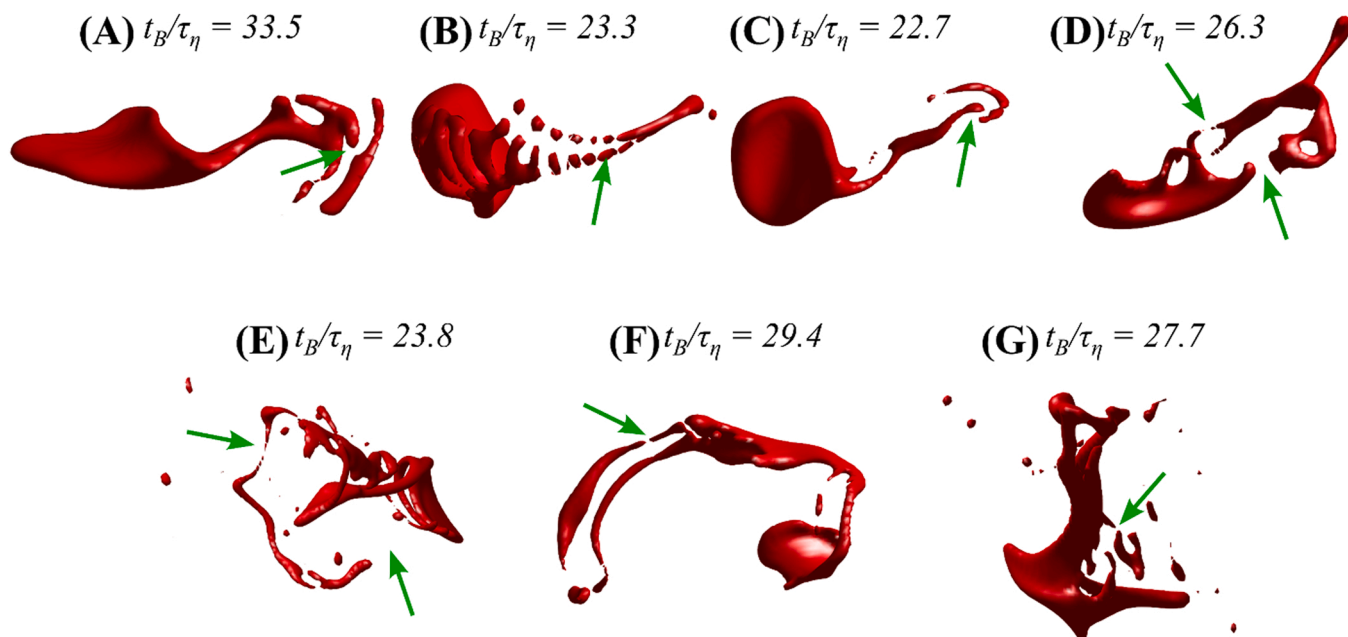 (A) t_B/τ_η = 33.5
(B) t_B/τ_η = 23.3
(C) t_B/τ_η = 22.7
(D) t_B/τ_η = 26.3
(E) t_B/τ_η = 23.8
(F) t_B/τ_η = 29.4
(G) t_B/τ_η = 27.7